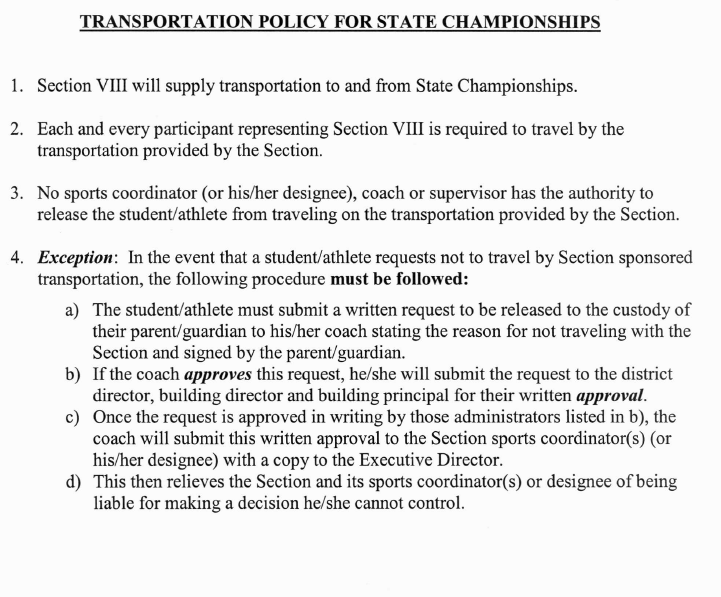 TRANSPORTATION POLICY FOR STATE CHAMPIONSHIPS
1. Section VIII will supply transportation to and from State Championships.
2. Each and every participant representing Section VIII is required to travel by the
transportation provided by the Section.
3. No sports coordinator (or his/her designee), coach or supervisor has the authority to
release the student/athlete from traveling on the transportation provided by the Section.
4. Exception: In the event that a student/athlete requests not to travel by Section sponsored
transportation, the following procedure must be followed:
a) The student/athlete must submit a written request to be released to the custody of
their parent/guardian to his/her coach stating the reason for not traveling with the
Section and signed by the parent/guardian.
b) If the coach approves this request, he/she will submit the request to the district
director, building director and building principal for their written approval.
c) Once the request is approved in writing by those administrators listed in b), the
coach will submit this written approval to the Section sports coordinator(s) (or
his/her designee) with a copy to the Executive Director.
d) This then relieves the Section and its sports coordinator(s) or designee of being
liable for making a decision he/she cannot control.